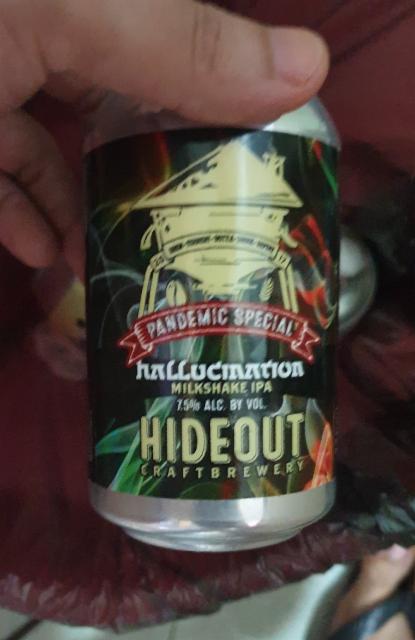 PANDEMIC SPECIAL
HALLUCINATION
MILKSHAKE IPA
7.5% ALC. BY VOL.
HIDEOUT
CRAFTBREWERY